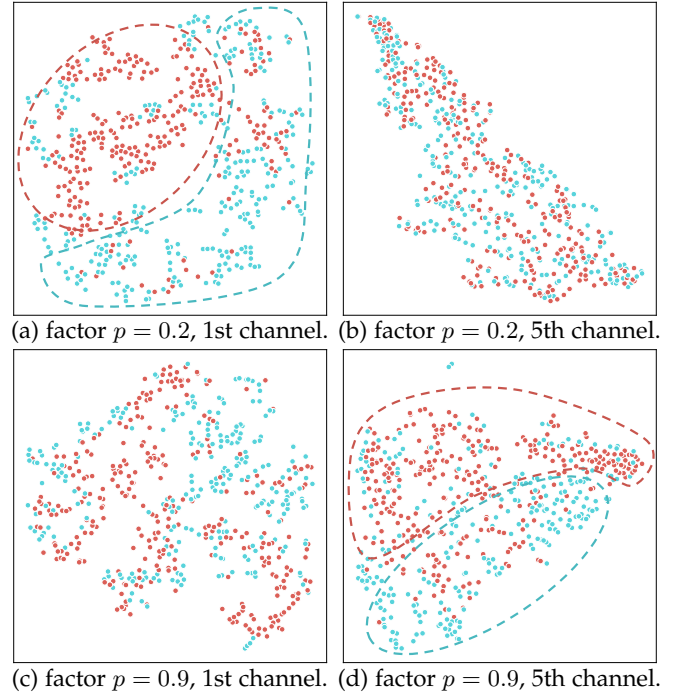 (a) factor p = 0.2, 1st channel.
(b) factor p = 0.2, 5th channel.
(c) factor p = 0.9, 1st channel.
(d) factor p = 0.9, 5th channel.